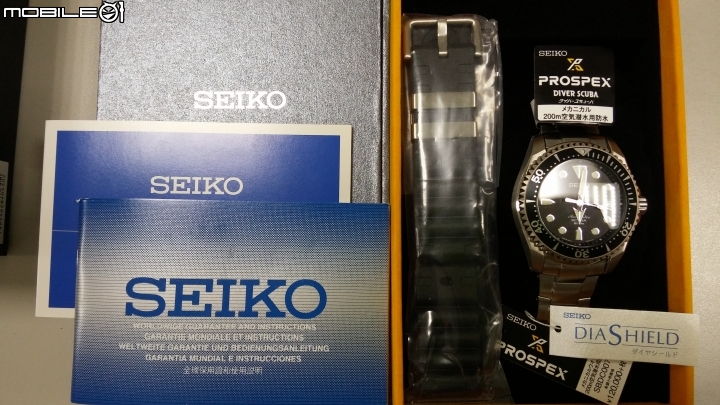 MOBILE01
SEIKO
SEIKO
SEIKO
WORLDWIDE GUARANTEE AND INSTRUCTIONS
GARANTIE MONDIALE ET INSTRUCTIONS
WELTWEITE GARANTIE UND BEDIENUNGSANLEITUNG
GARANTIA MUNDIAL E INSTRUCCIONES
全球保用證和使用說明
SEIKO
PROSPEX
DIVER SCUBA
ダイバースキューバ
メカニカル
200m空気潜水用防水
SEIKO
DIASHIELD
ダイヤシールド
SEIKO
PROSPEX